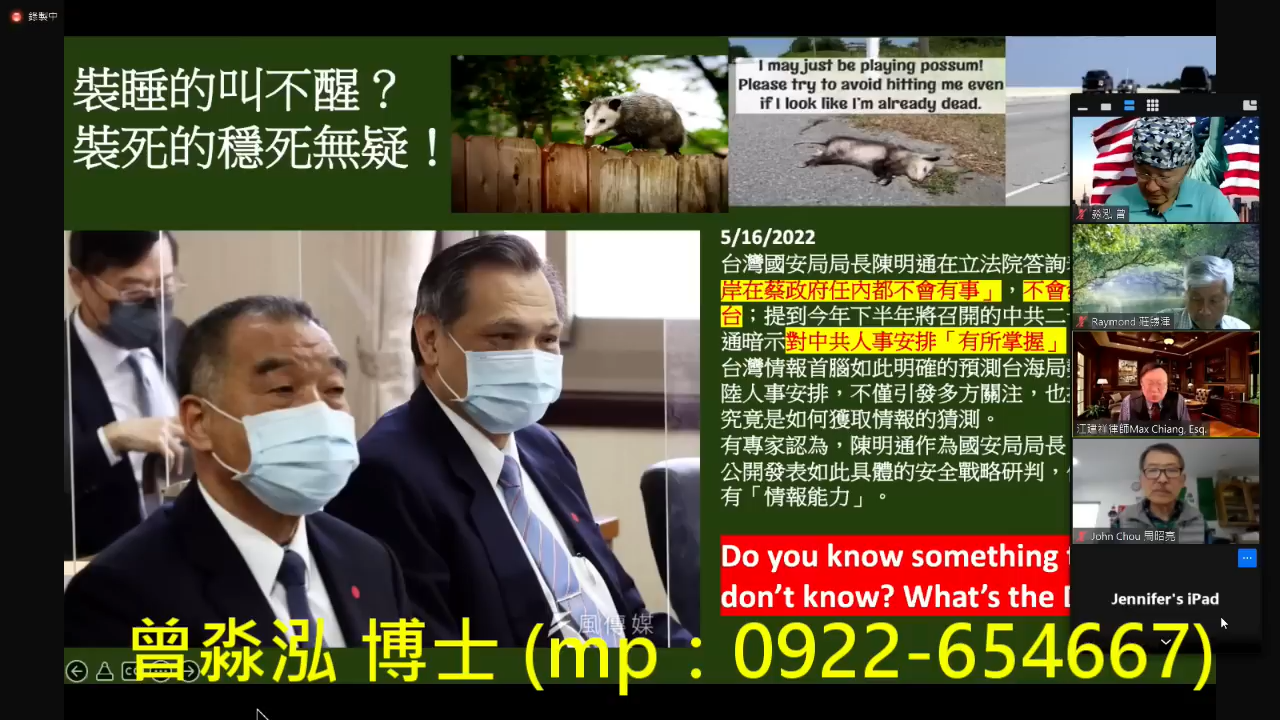 錄製中
裝睡的叫不醒？
裝死的穩死無疑！
I may just be playing possum!
Please try to avoid hitting me even
if I look like I'm already dead.
5/16/2022
台灣國安局局長陳明通在立法院答詢
岸在蔡政府任內都不會有事」，不會
台；提到今年下半年將召開的中共二
通暗示對中共人事安排「有所掌握」
台灣情報首腦如此明確的預測台海局
陸人事安排，不僅引發多方關注，也
究竟是如何獲取情報的猜測。
有專家認為，陳明通作為國安局局長
公開發表如此具體的安全戰略研判，
有「情報能力」。
Do you know something
don't know? What's the
風傳媒
曾淼泓 博士 (mp：0922-654667)
淼泓 曾
Raymond 莊勝澤
江建祥律師Max Chiang, Esq.
John Chou 周昭亮
Jennifer's iPad